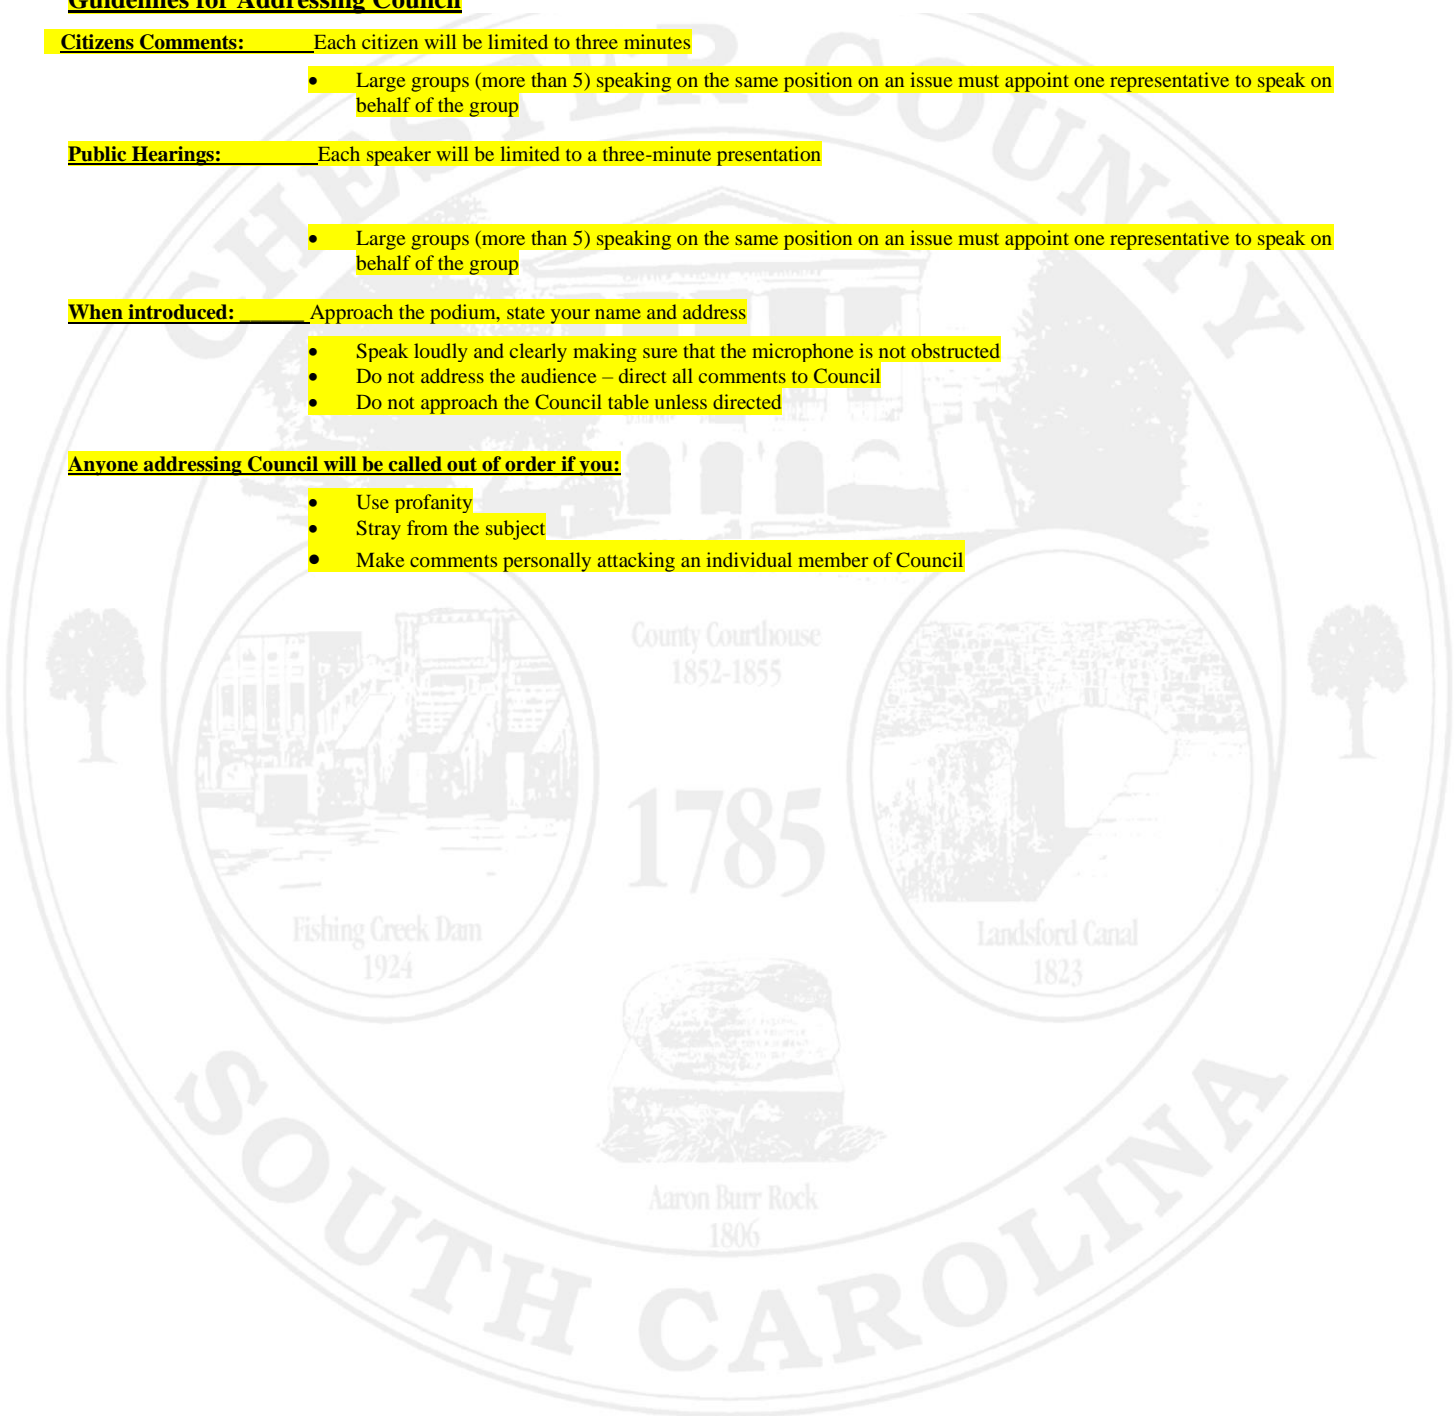 Guidelines for Addressing Council
Citizens Comments: Each citizen will be limited to three minutes
• Large groups (more than 5) speaking on the same position on an issue must appoint one representative to speak on
behalf of the group
Public Hearings: Each speaker will be limited to a three-minute presentation
• Large groups (more than 5) speaking on the same position on an issue must appoint one representative to speak on
behalf of the group
When introduced: Approach the podium, state your name and address
• Speak loudly and clearly making sure that the microphone is not obstructed
• Do not address the audience – direct all comments to Council
• Do not approach the Council table unless directed
Anyone addressing Council will be called out of order if you:
• Use profanity
• Stray from the subject
• Make comments personally attacking an individual member of Council
CHESTER COUNTY
County Courthouse
1852-1855
1785
Fishing Creek Dam
1924
Landsford Canal
1823
Aaron Burr Rock
1806
SOUTH CAROLINA